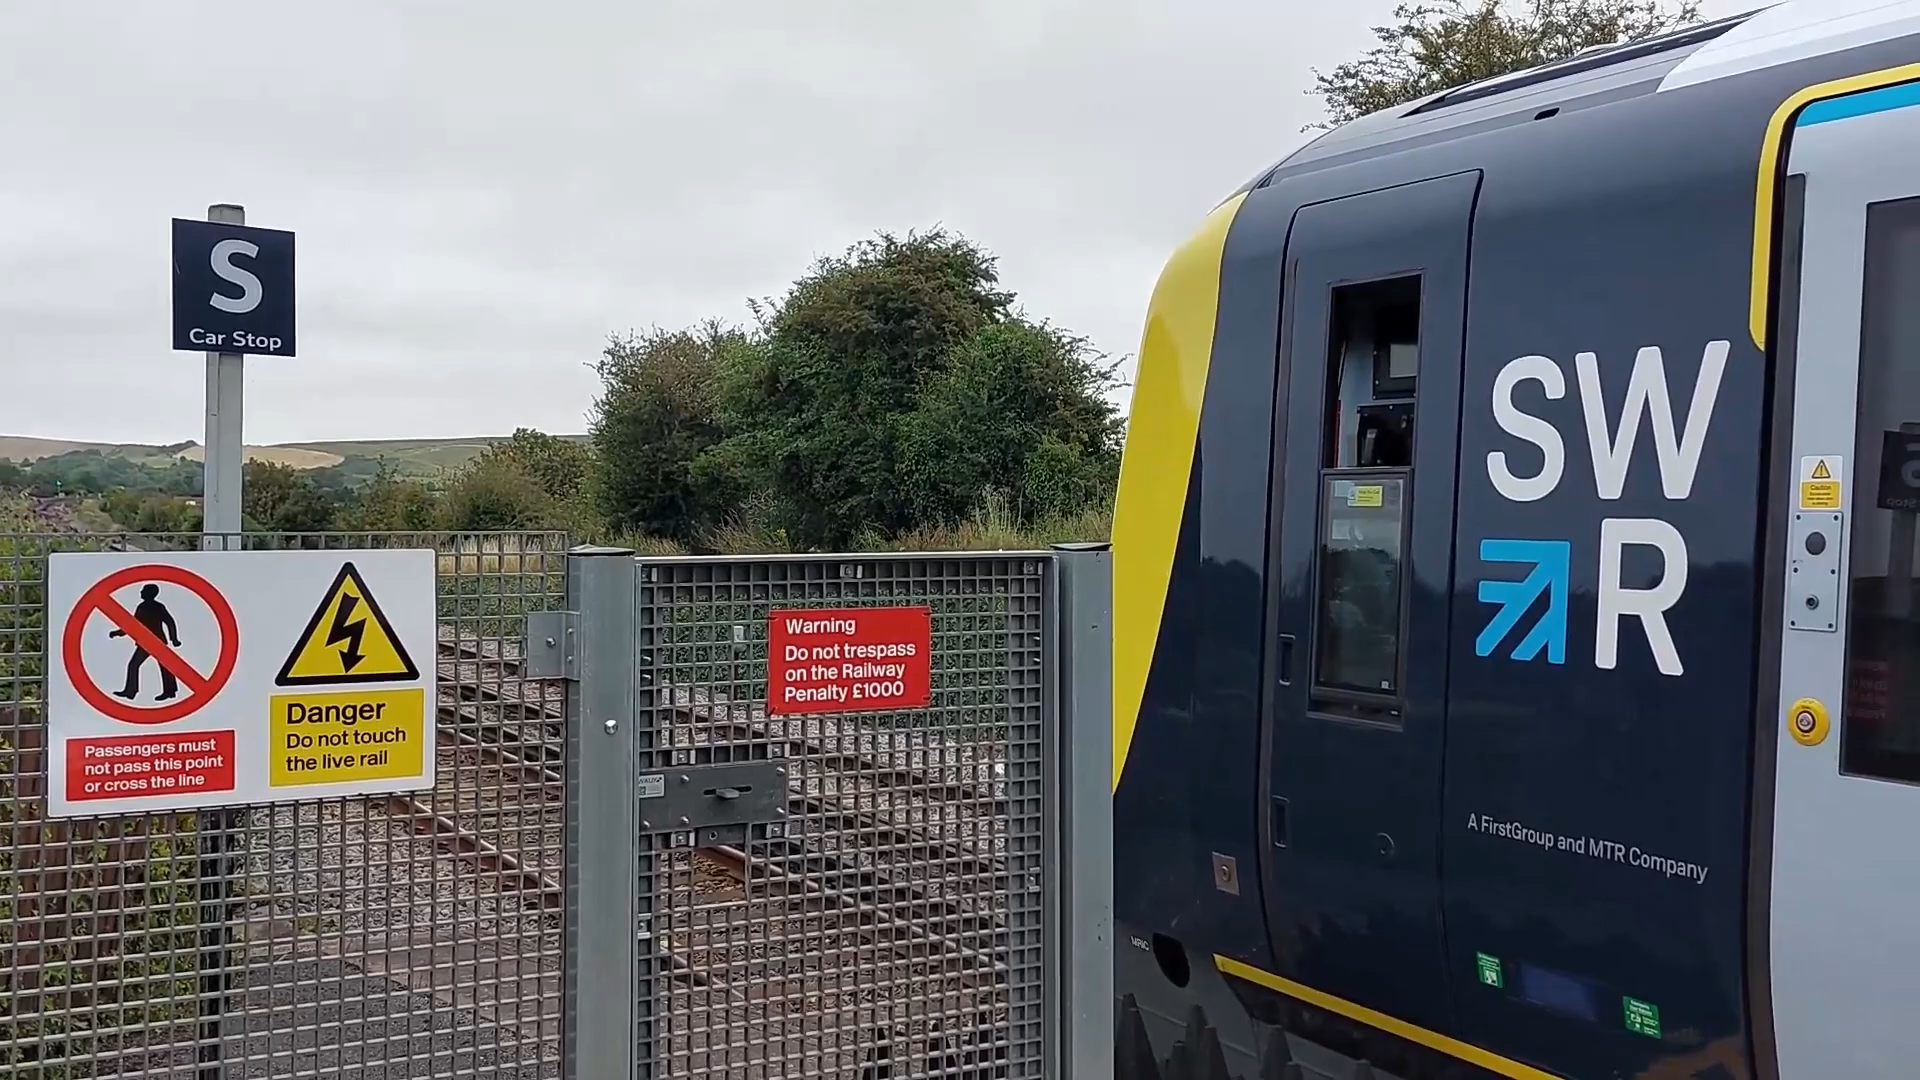 S
Car Stop
Passengers must
not pass this point
or cross the line
Danger
Do not touch
the live rail
Warning
Do not trespass
on the Railway
Penalty £1000
SW
R
A FirstGroup and MTR Company
Caution